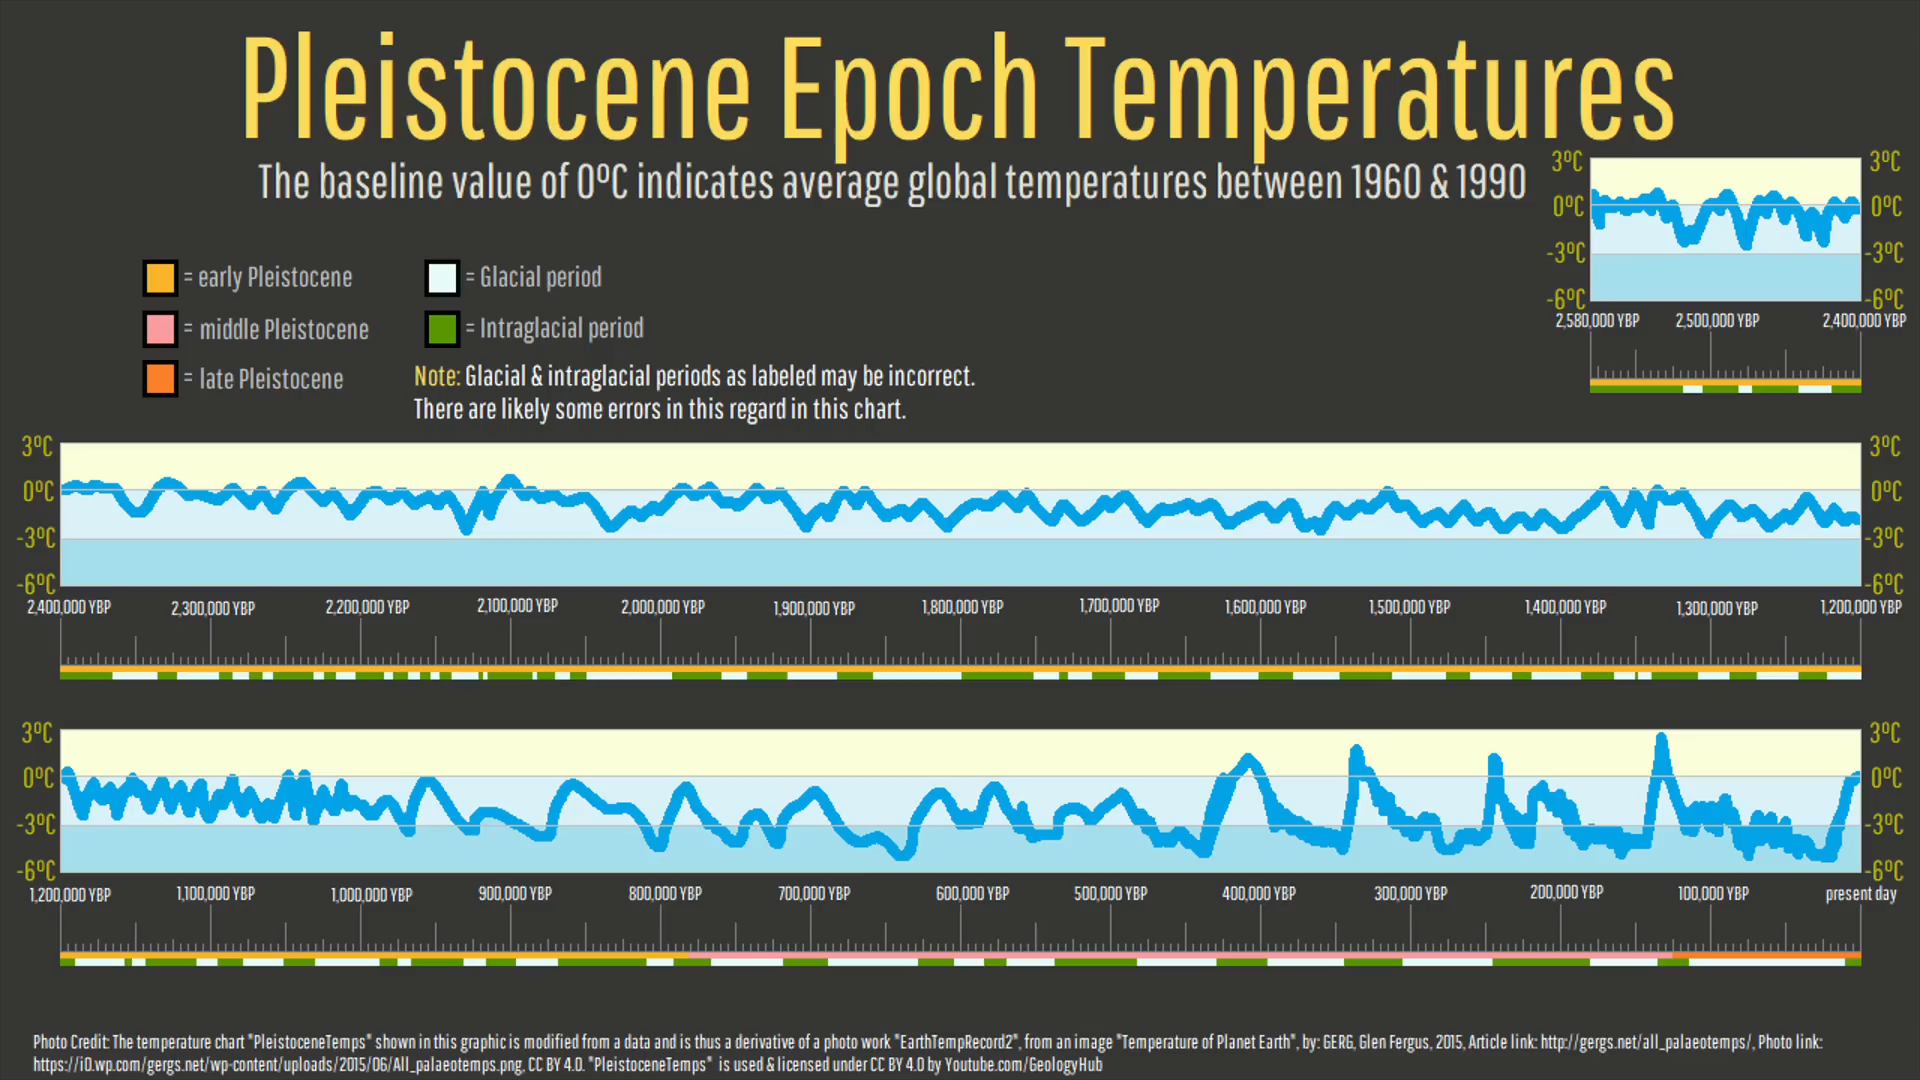 Pleistocene Epoch Temperatures
The baseline value of 0ºC indicates average global temperatures between 1960 & 1990
3ºC 3ºC
0ºC 0ºC
-3ºC -3ºC
-6ºC -6ºC
2,580,000 YBP 2,500,000 YBP 2,400,000 YBP
= early Pleistocene = Glacial period
= middle Pleistocene = Intraglacial period
= late Pleistocene
Note: Glacial & intraglacial periods as labeled may be incorrect.
There are likely some errors in this regard in this chart.
3ºC 3ºC
0ºC 0ºC
-3ºC -3ºC
-6ºC -6ºC
2,400,000 YBP 2,300,000 YBP 2,200,000 YBP 2,100,000 YBP 2,000,000 YBP 1,900,000 YBP 1,800,000 YBP 1,700,000 YBP 1,600,000 YBP 1,500,000 YBP 1,400,000 YBP 1,300,000 YBP 1,200,000 YBP
3ºC 3ºC
0ºC 0ºC
-3ºC -3ºC
-6ºC -6ºC
1,200,000 YBP 1,100,000 YBP 1,000,000 YBP 900,000 YBP 800,000 YBP 700,000 YBP 600,000 YBP 500,000 YBP 400,000 YBP 300,000 YBP 200,000 YBP 100,000 YBP present day
Photo Credit: The temperature chart "PleistoceneTemps" shown in this graphic is modified from a data and is thus a derivative of a photo work "EarthTempRecord2", from an image "Temperature of Planet Earth", by: GERG, Glen Fergus, 2015, Article link: http://gergs.net/all_palaeotemps/, Photo link:
https://i0.wp.com/gergs.net/wp-content/uploads/2015/06/All_palaeotemps.png, CC BY 4.0. "PleistoceneTemps" is used & licensed under CC BY 4.0 by Youtube.com/GeologyHub